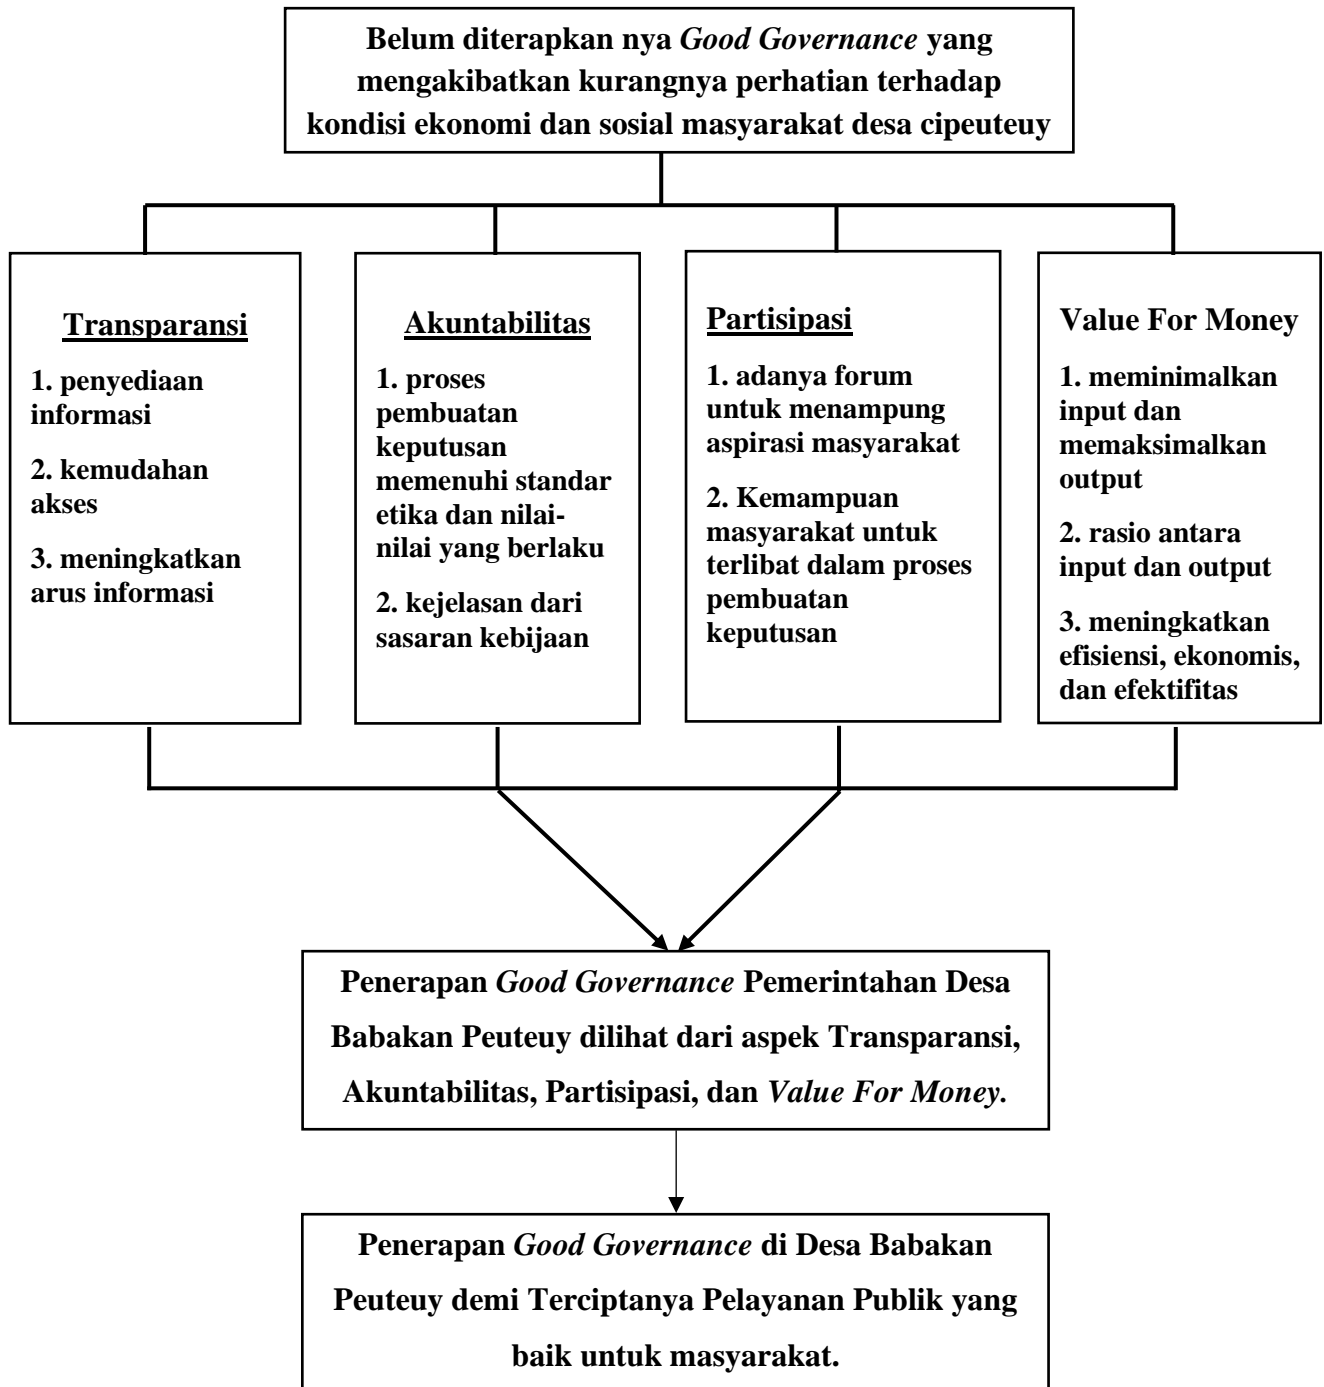 Belum diterapkan nya Good Governance yang
mengakibatkan kurangnya perhatian terhadap
kondisi ekonomi dan sosial masyarakat desa cipeuteuy
Transparansi
1. penyediaan
informasi
2. kemudahan
akses
3. meningkatkan
arus informasi
Akuntabilitas
1. proses
pembuatan
keputusan
memenuhi standar
etika dan nilai-
nilai yang berlaku
2. kejelasan dari
sasaran kebijaan
Partisipasi
1. adanya forum
untuk menampung
aspirasi masyarakat
2. Kemampuan
masyarakat untuk
terlibat dalam proses
pembuatan
keputusan
Value For Money
1. meminimalkan
input dan
memaksimalkan
output
2. rasio antara
input dan output
3. meningkatkan
efisiensi, ekonomis,
dan efektifitas
Penerapan Good Governance Pemerintahan Desa
Babakan Peuteuy dilihat dari aspek Transparansi,
Akuntabilitas, Partisipasi, dan Value For Money.
Penerapan Good Governance di Desa Babakan
Peuteuy demi Terciptanya Pelayanan Publik yang
baik untuk masyarakat.